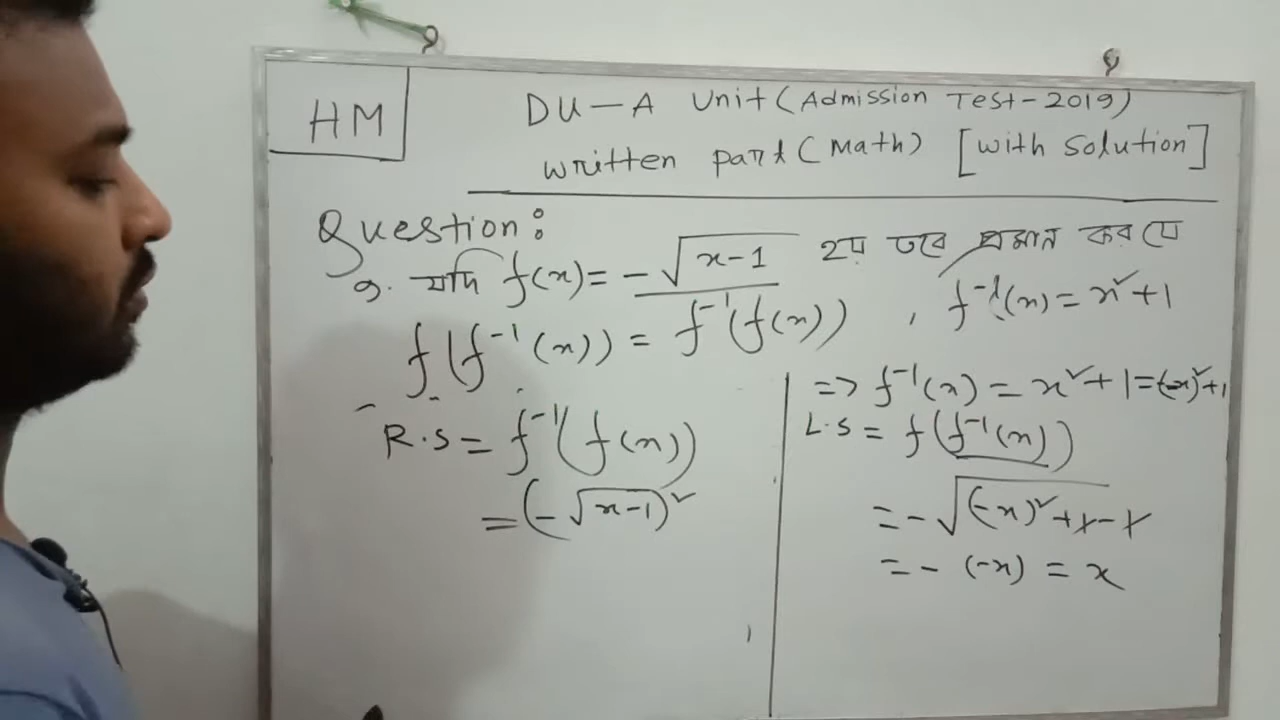 HM
DU-A Unit (Admission Test-2019)
written part (Math) [with Solution]
Question:
১. যদি f(x) = -√(x-1) হয় তবে প্রমান কর যে
f(f⁻¹(x)) = f⁻¹(f(x)) , f⁻¹(x) = x²+1
R.S = f⁻¹(f(x))
= (-√(x-1))²
=> f⁻¹(x) = x²+1 = (-x)²+1
L.S = f(f⁻¹(x))
= -√((-x)²+1-1)
= - (-x) = x